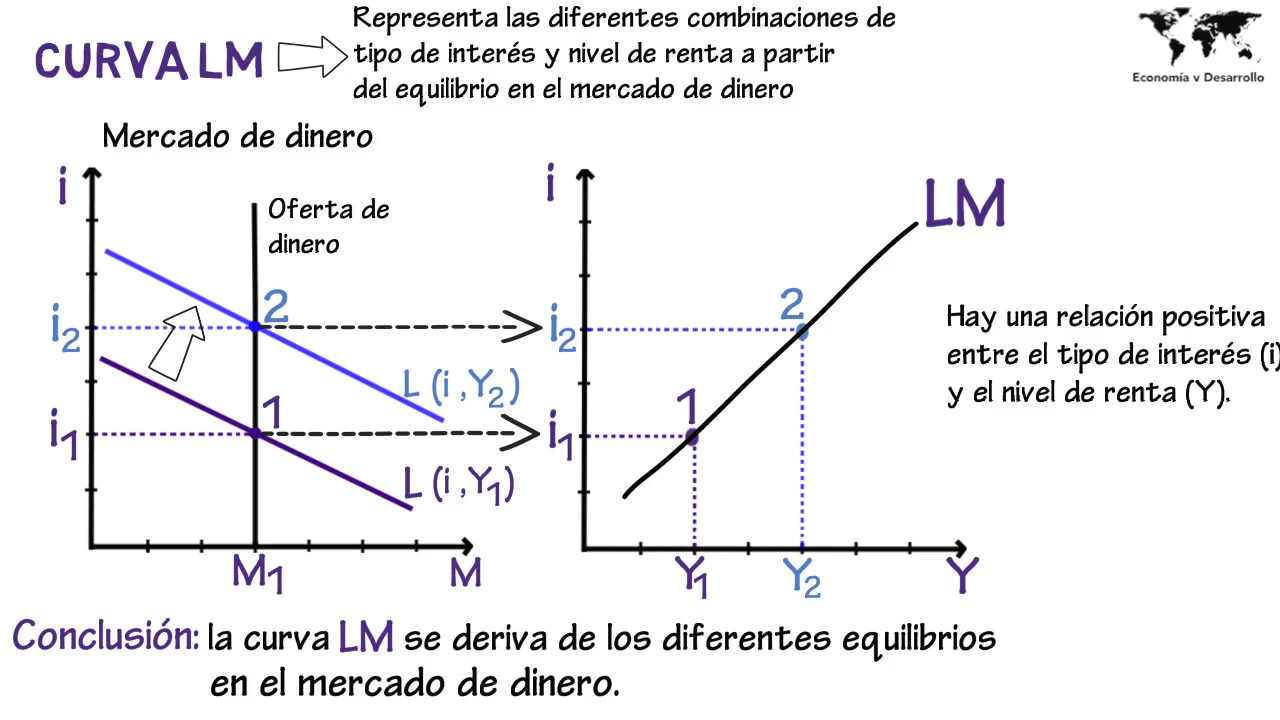 CURVA LM
Representa las diferentes combinaciones de
tipo de interés y nivel de renta a partir
del equilibrio en el mercado de dinero
Economía y Desarrollo
Mercado de dinero
i
Oferta de
dinero
2
i2
L (i ,Y2)
1
i1
L (i ,Y1)
M1
M
i
LM
2
i2
1
i1
Y1
Y2
Y
Hay una relación positiva
entre el tipo de interés (i)
y el nivel de renta (Y).
Conclusión: la curva LM se deriva de los diferentes equilibrios
en el mercado de dinero.